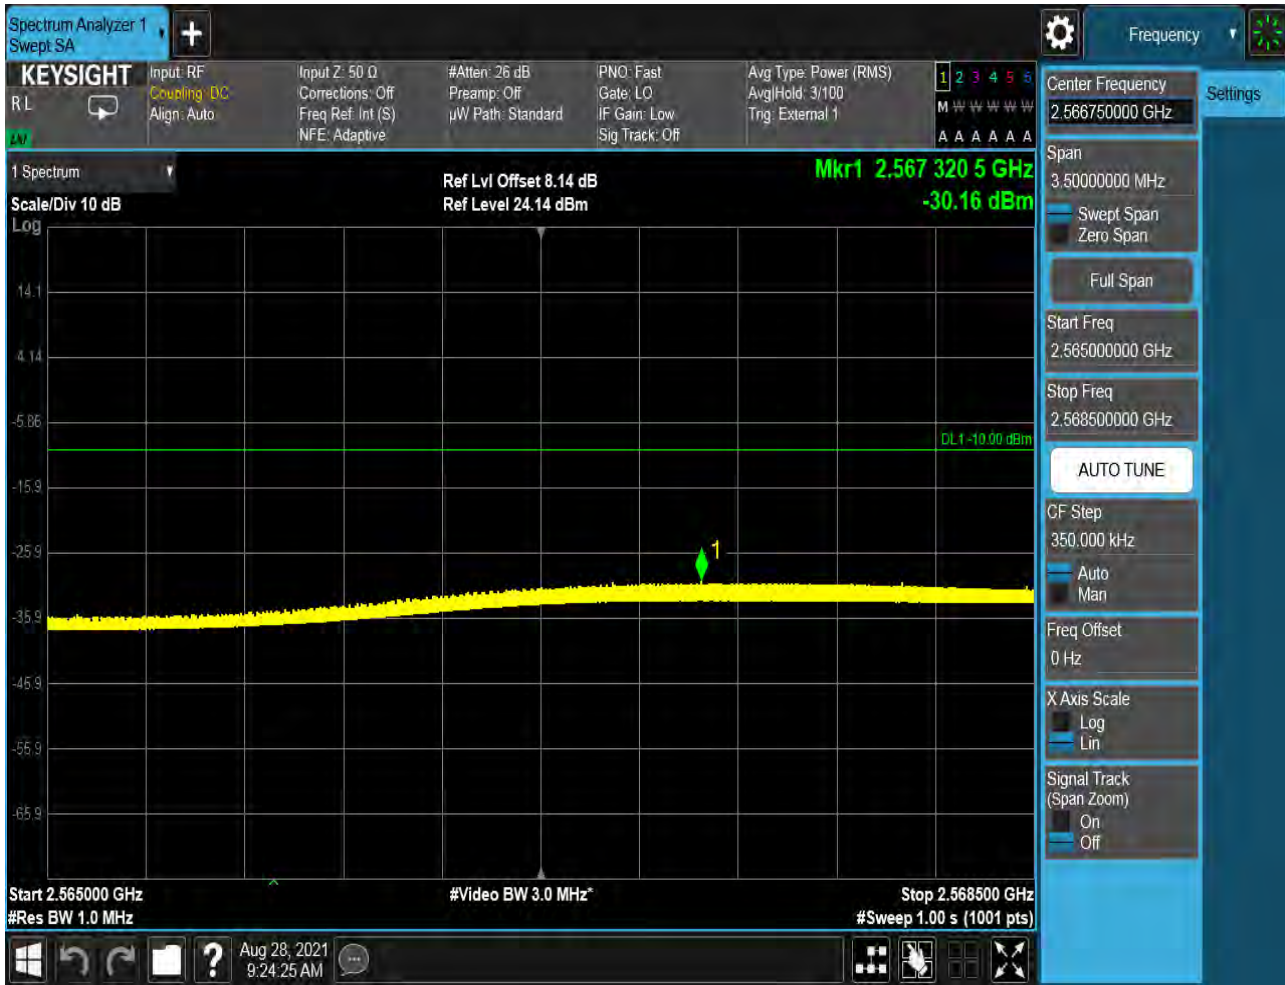 Spectrum Analyzer 1
Swept SA
Frequency
KEYSIGHT
RL
LXI
Input: RF
Coupling: DC
Align: Auto
Input Z: 50 Ω
Corrections: Off
Freq Ref: Int (S)
NFE: Adaptive
#Atten: 26 dB
Preamp: Off
µW Path: Standard
PNO: Fast
Gate: LO
IF Gain: Low
Sig Track: Off
Avg Type: Power (RMS)
Avg|Hold: 3/100
Trig: External 1
1 2 3 4 5 6
M W W W W W
A A A A A A
1 Spectrum
Scale/Div 10 dB
Log
Ref Lvl Offset 8.14 dB
Ref Level 24.14 dBm
Mkr1 2.567 320 5 GHz
-30.16 dBm
14.1
4.14
-5.86
DL1 -10.00 dBm
-15.9
-25.9
1
-35.9
-45.9
-55.9
-65.9
Start 2.565000 GHz
#Video BW 3.0 MHz*
Stop 2.568500 GHz
#Res BW 1.0 MHz
#Sweep 1.00 s (1001 pts)
?
Aug 28, 2021
9:24:25 AM
Center Frequency
2.566750000 GHz
Settings
Span
3.50000000 MHz
Swept Span
Zero Span
Full Span
Start Freq
2.565000000 GHz
Stop Freq
2.568500000 GHz
AUTO TUNE
CF Step
350.000 kHz
Auto
Man
Freq Offset
0 Hz
X Axis Scale
Log
Lin
Signal Track
(Span Zoom)
On
Off